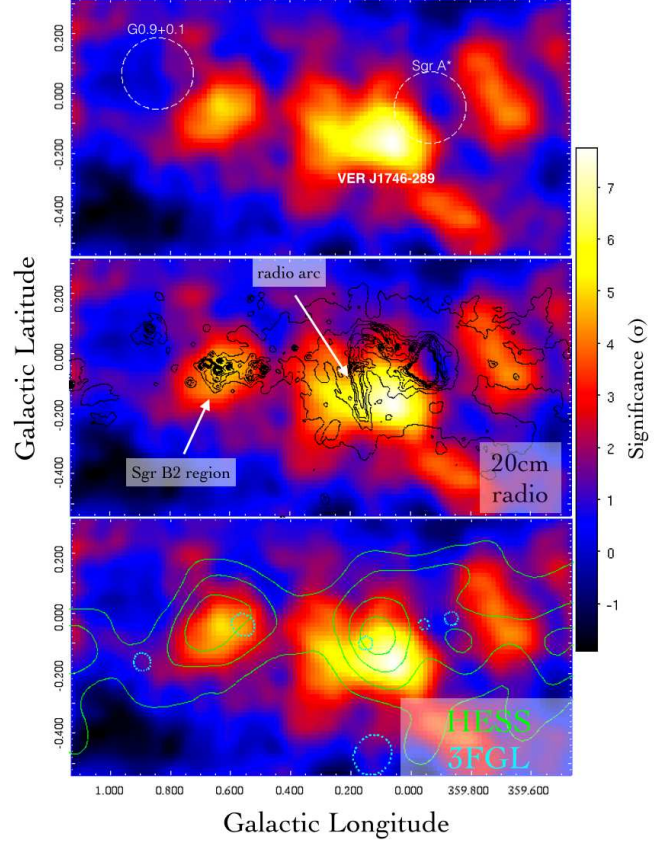 0.200
0.000
-0.200
-0.400
G0.9+0.1
Sgr A*
VER J1746-289
0.200
0.000
-0.200
-0.400
radio arc
Sgr B2 region
20cm
radio
0.200
0.000
-0.200
-0.400
HESS
3FGL
1.000 0.800 0.600 0.400 0.200 0.000 359.800 359.600
Galactic Longitude
Galactic Latitude
7
6
5
4
3
2
1
0
-1
Significance (σ)